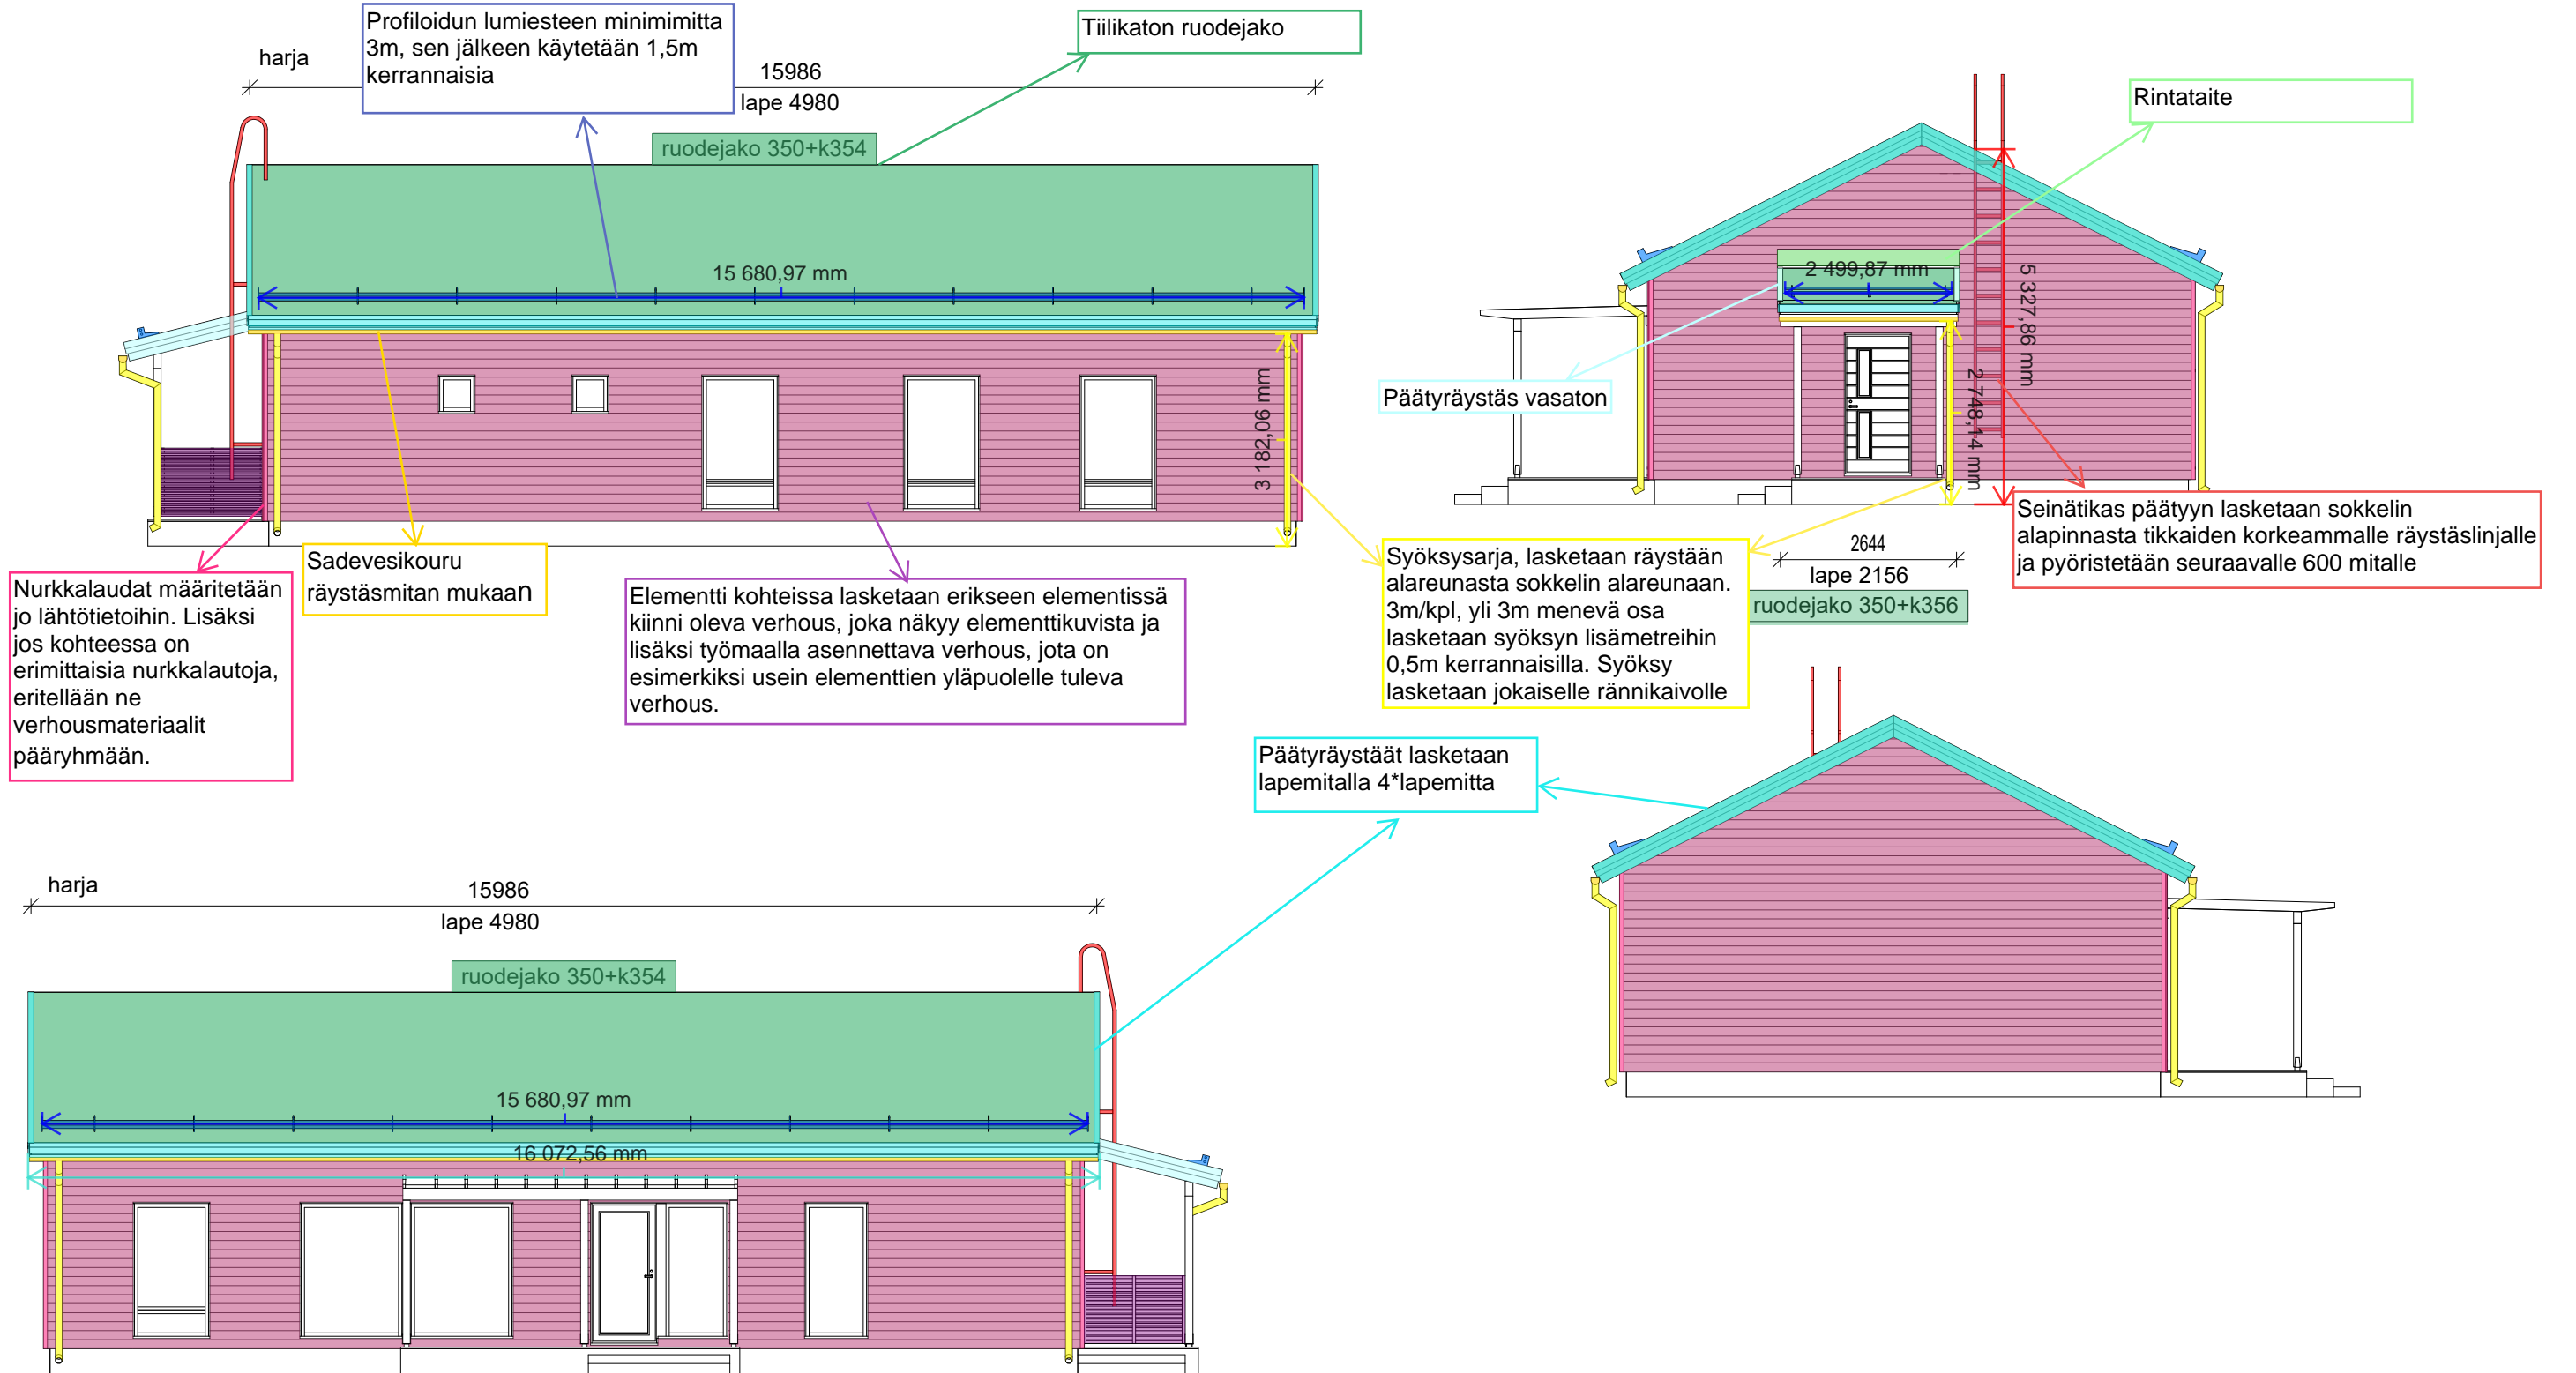 Profiloidun lumiesteen minimimitta
3m, sen jälkeen käytetään 1,5m
kerrannaisia
Tiilikaton ruodejako
harja
15986
lape 4980
ruodejako 350+k354
15 680,97 mm
3 182,06 mm
Rintataite
2 499,87 mm
5 327,86 mm
2 748,14 mm
Päätyräystäs vasaton
Seinätikas päätyyn lasketaan sokkelin
alapinnasta tikkaiden korkeammalle räystäslinjalle
ja pyöristetään seuraavalle 600 mitalle
2644
lape 2156
ruodejako 350+k356
Nurkkalaudat määritetään
jo lähtötietoihin. Lisäksi
jos kohteessa on
erimittaisia nurkkalautoja,
eritellään ne
verhousmateriaalit
pääryhmään.
Sadevesikouru
räystäsmitan mukaan
Elementti kohteissa lasketaan erikseen elementissä
kiinni oleva verhous, joka näkyy elementtikuvista ja
lisäksi työmaalla asennettava verhous, jota on
esimerkiksi usein elementtien yläpuolelle tuleva
verhous.
Syöksysarja, lasketaan räystään
alareunasta sokkelin alareunaan.
3m/kpl, yli 3m menevä osa
lasketaan syöksyn lisämetreihin
0,5m kerrannaisilla. Syöksy
lasketaan jokaiselle rännikaivolle
Päätyräystäät lasketaan
lapemitalla 4*lapemitta
harja
15986
lape 4980
ruodejako 350+k354
15 680,97 mm
16 072,56 mm